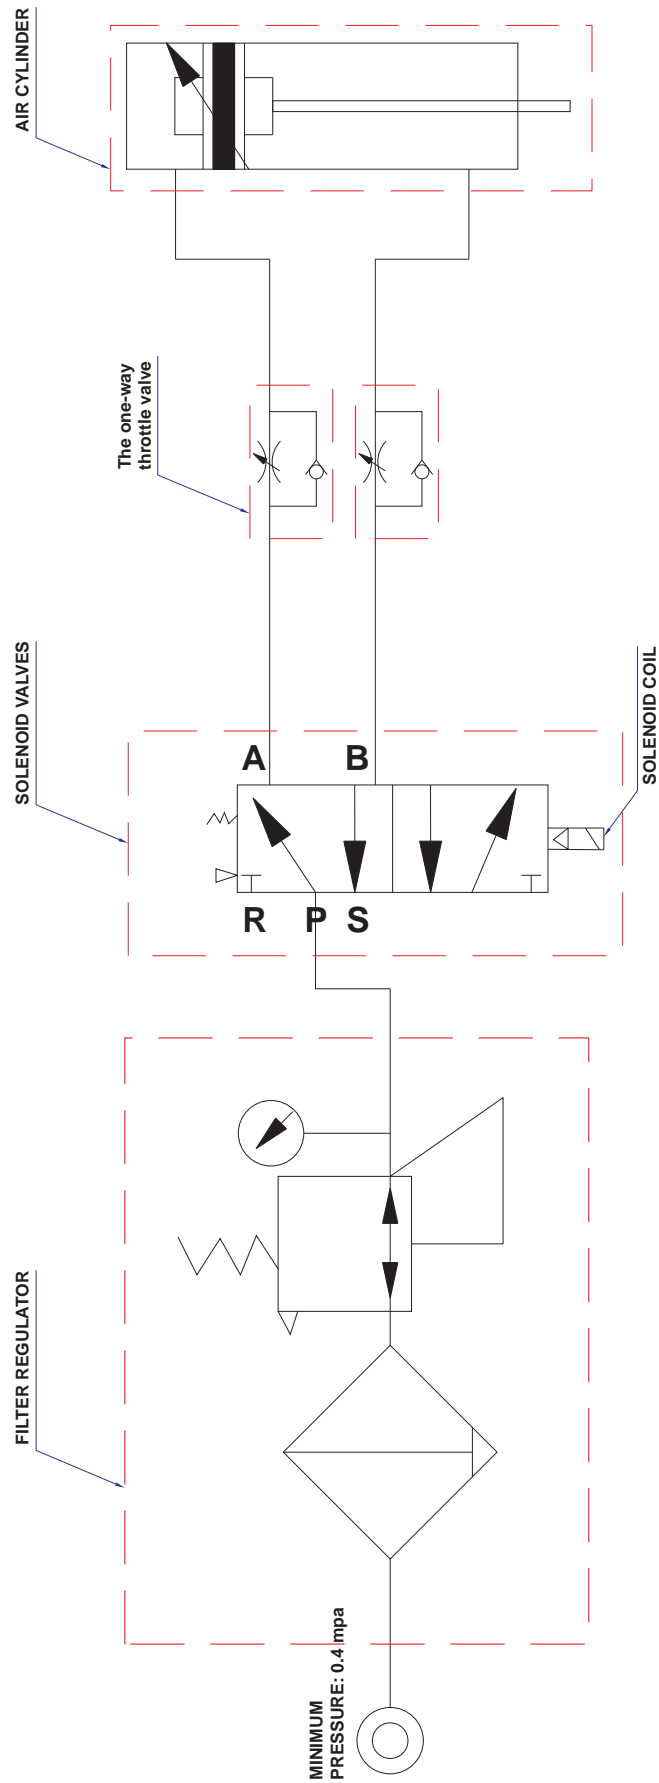 AIR CYLINDER
The one-way
throttle valve
SOLENOID VALVES
A
B
R
P
S
SOLENOID COIL
FILTER REGULATOR
MINIMUM
PRESSURE: 0.4 mpa